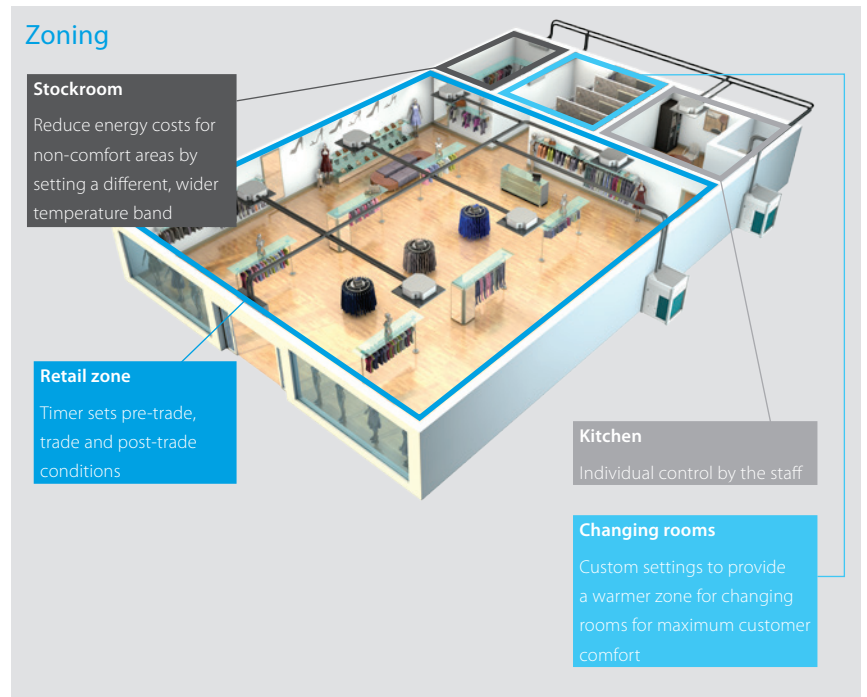 Zoning
Stockroom
Reduce energy costs for
non-comfort areas by
setting a different, wider
temperature band
Retail zone
Timer sets pre-trade,
trade and post-trade
conditions
Kitchen
Individual control by the staff
Changing rooms
Custom settings to provide
a warmer zone for changing
rooms for maximum customer
comfort